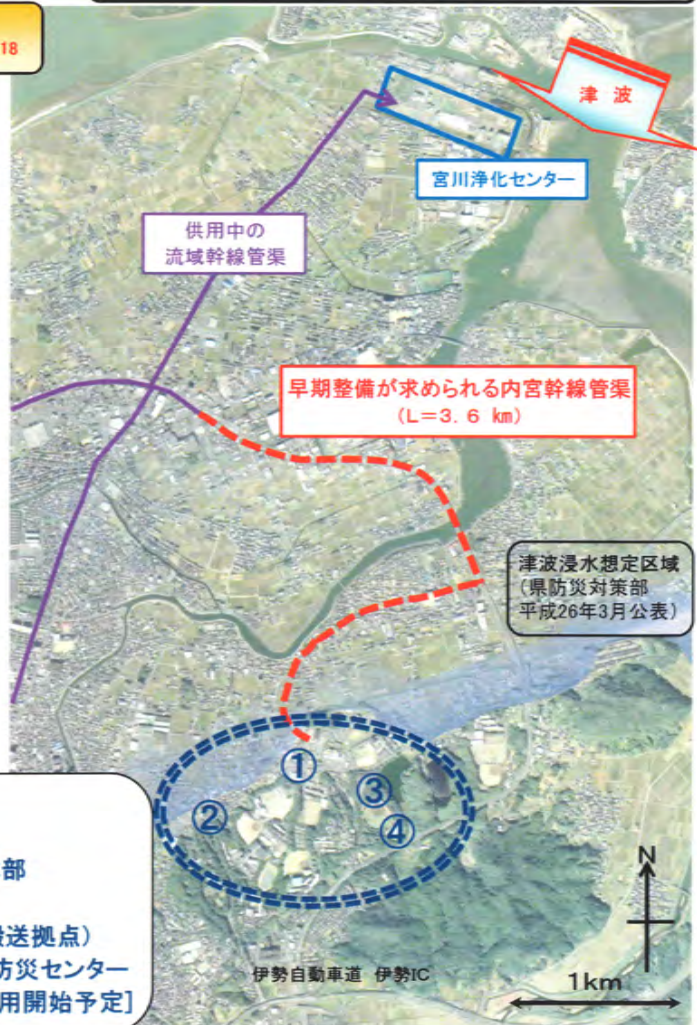 18
津波
宮川浄化センター
供用中の
流域幹線管渠
早期整備が求められる内宮幹線管渠
(L=3.6 km)
津波浸水想定区域
(県防災対策部
平成26年3月公表)
①
②
③
④
部
送拠点)
防災センター
用開始予定]
伊勢自動車道 伊勢IC
N
1km